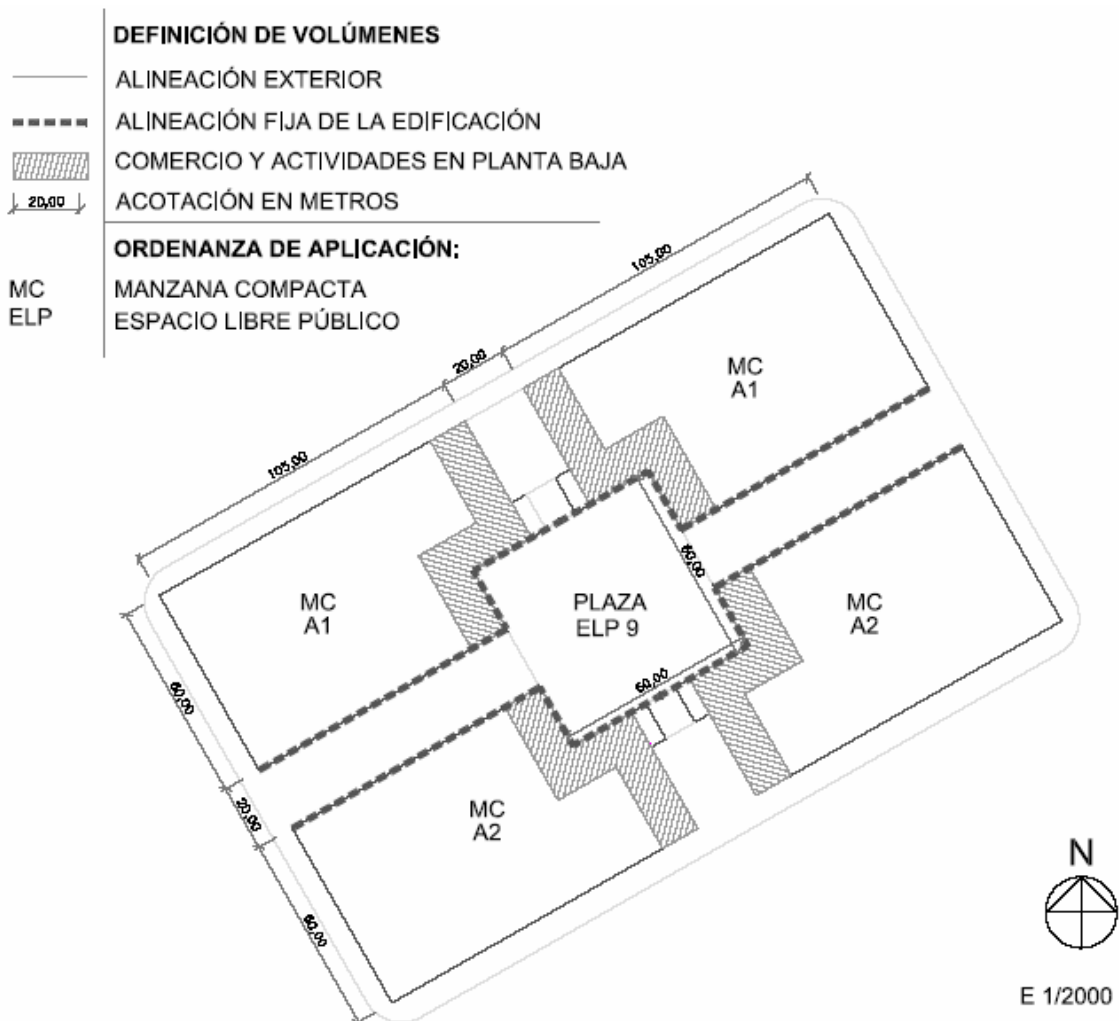 DEFINICIÓN DE VOLÚMENES
ALINEACIÓN EXTERIOR
ALINEACIÓN FIJA DE LA EDIFICACIÓN
COMERCIO Y ACTIVIDADES EN PLANTA BAJA
20,00 ACOTACIÓN EN METROS
ORDENANZA DE APLICACIÓN:
MC MANZANA COMPACTA
ELP ESPACIO LIBRE PÚBLICO
105,00
20,00
105,00
MC
A1
MC
A1
60,00
PLAZA
ELP 9
MC
A2
60,00
60,00
20,00
60,00
MC
A2
N
E 1/2000